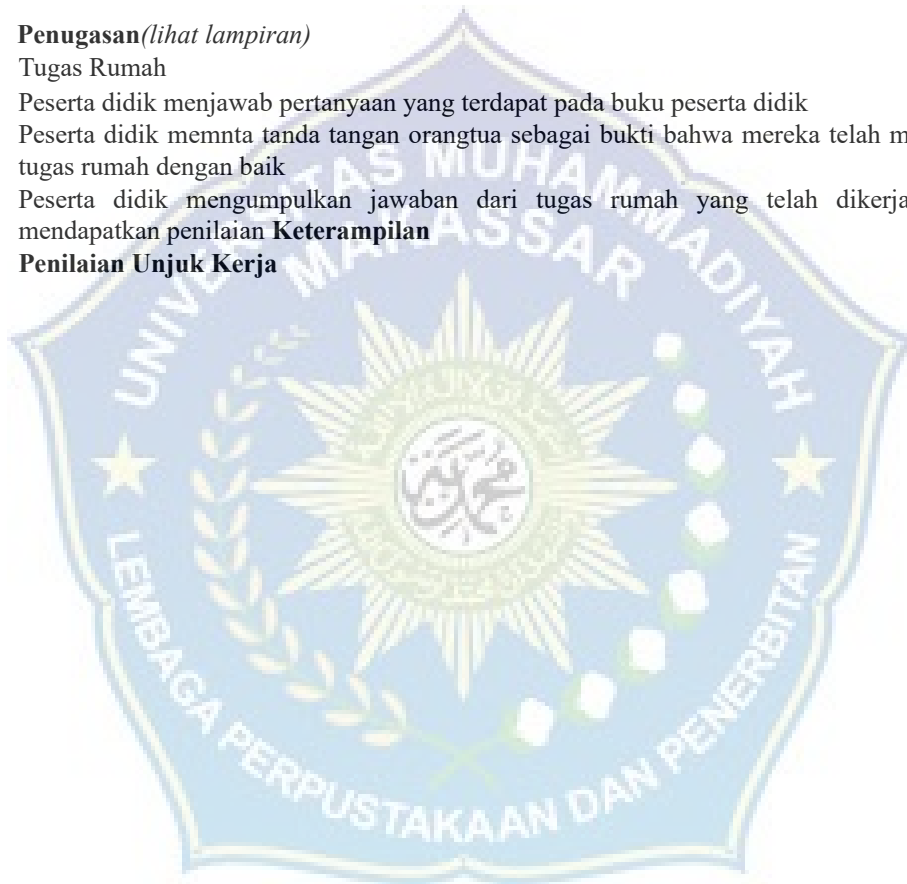 Penugasan(lihat lampiran)
Tugas Rumah
Peserta didik menjawab pertanyaan yang terdapat pada buku peserta didik
Peserta didik memnta tanda tangan orangtua sebagai bukti bahwa mereka telah m
tugas rumah dengan baik
Peserta didik mengumpulkan jawaban dari tugas rumah yang telah dikerja
mendapatkan penilaian Keterampilan
Penilaian Unjuk Kerja
UNIVERSITAS MUHAMMADIYAH
MAKASSAR
LEMBAGA PERPUSTAKAAN DAN PENERBITAN